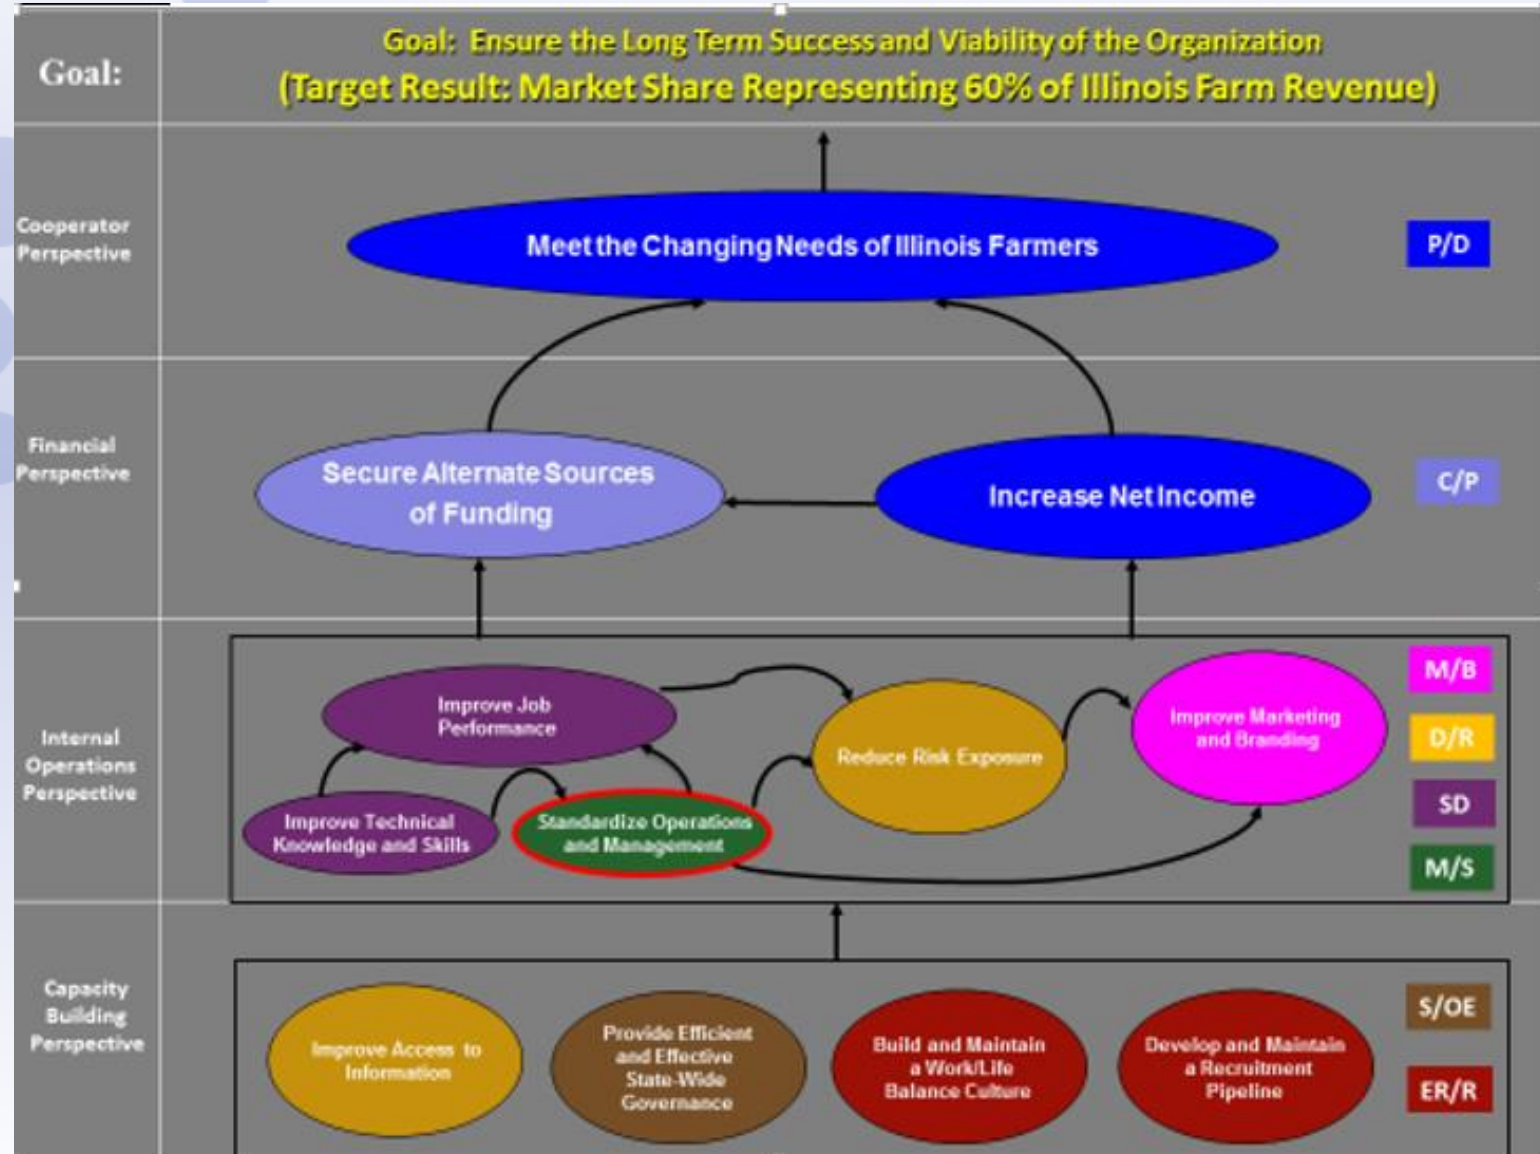 Goal:
Goal: Ensure the Long Term Success and Viability of the Organization
(Target Result: Market Share Representing 60% of Illinois Farm Revenue)
Cooperator
Perspective
Meet the Changing Needs of Illinois Farmers
P/D
Financial
Perspective
Secure Alternate Sources
of Funding
Increase Net Income
C/P
Internal
Operations
Perspective
Improve Job
Performance
Improve Technical
Knowledge and Skills
Standardize Operations
and Management
Reduce Risk Exposure
Improve Marketing
and Branding
M/B
D/R
SD
M/S
Capacity
Building
Perspective
Improve Access to
Information
Provide Efficient
and Effective
State-Wide
Governance
Build and Maintain
a Work/Life
Balance Culture
Develop and Maintain
a Recruitment
Pipeline
S/OE
ER/R